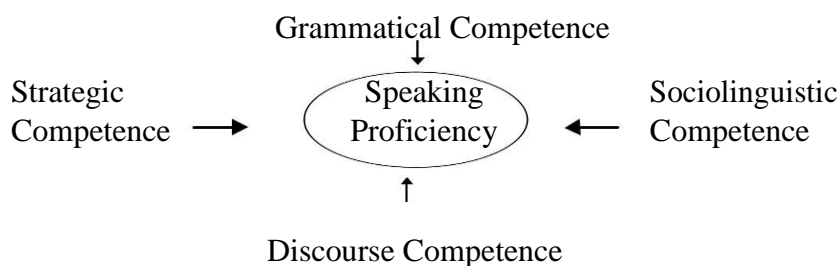 Grammatical Competence
Strategic
Competence
Speaking
Proficiency
Sociolinguistic
Competence
Discourse Competence